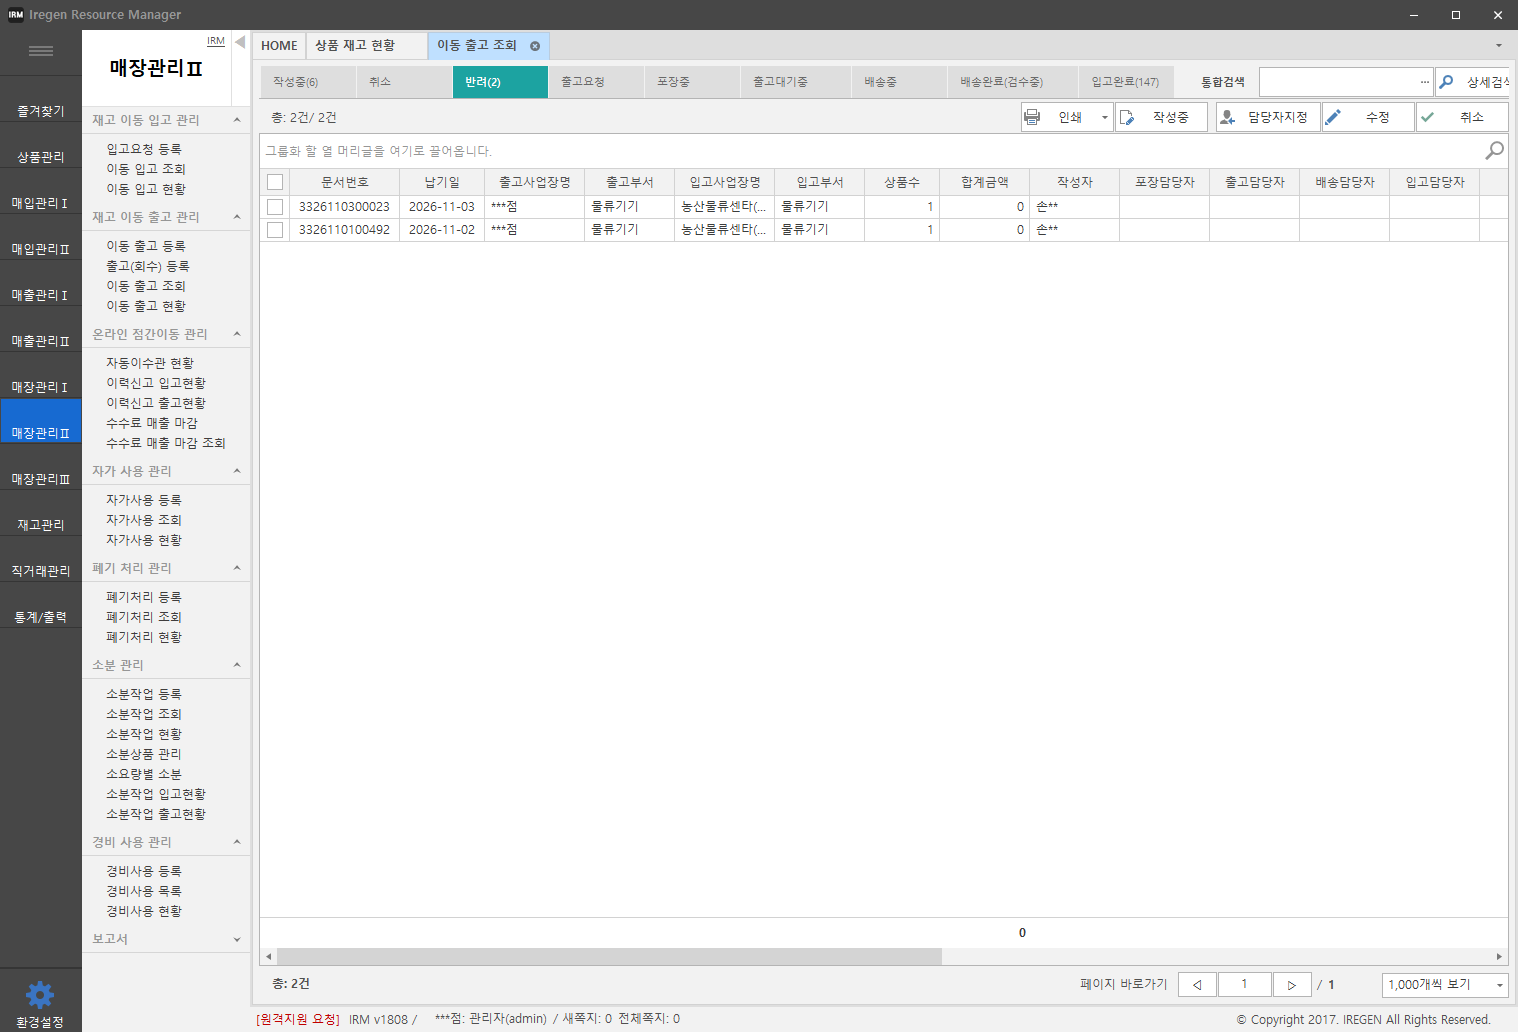 IRM Iregen Resource Manager
IRM
매장관리Ⅱ
즐겨찾기
상품관리
매입관리Ⅰ
매입관리Ⅱ
매출관리Ⅰ
매출관리Ⅱ
매장관리Ⅰ
매장관리Ⅱ
매장관리Ⅲ
재고관리
직거래관리
통계/출력
환경설정
재고 이동 입고 관리
입고요청 등록
이동 입고 조회
이동 입고 현황
재고 이동 출고 관리
이동 출고 등록
출고(회수) 등록
이동 출고 조회
이동 출고 현황
온라인 점간이동 관리
자동이수관 현황
이력신고 입고현황
이력신고 출고현황
수수료 매출 마감
수수료 매출 마감 조회
자가 사용 관리
자가사용 등록
자가사용 조회
자가사용 현황
폐기 처리 관리
폐기처리 등록
폐기처리 조회
폐기처리 현황
소분 관리
소분작업 등록
소분작업 조회
소분작업 현황
소분상품 관리
소요량별 소분
소분작업 입고현황
소분작업 출고현황
경비 사용 관리
경비사용 등록
경비사용 목록
경비사용 현황
보고서
HOME 상품 재고 현황 이동 출고 조회
작성중(6) 취소 반려(2) 출고요청 포장중 출고대기중 배송중 배송완료(검수중) 입고완료(147) 통합검색 ... 상세검색
총: 2건/ 2건 인쇄 작성중 담당자지정 수정 취소
그룹화 할 열 머리글을 여기로 끌어옵니다.
문서번호 납기일 출고사업장명 출고부서 입고사업장명 입고부서 상품수 합계금액 작성자 포장담당자 출고담당자 배송담당자 입고담당자
3326110300023 2026-11-03 ***점 물류기기 농산물류센타(... 물류기기 1 0 손**
3326110100492 2026-11-02 ***점 물류기기 농산물류센타(... 물류기기 1 0 손**
0
총: 2건 페이지 바로가기 1 / 1 1,000개씩 보기
[원격지원 요청] IRM v1808 / ***점: 관리자(admin) / 새쪽지: 0 전체쪽지: 0 © Copyright 2017. IREGEN All Rights Reserved.